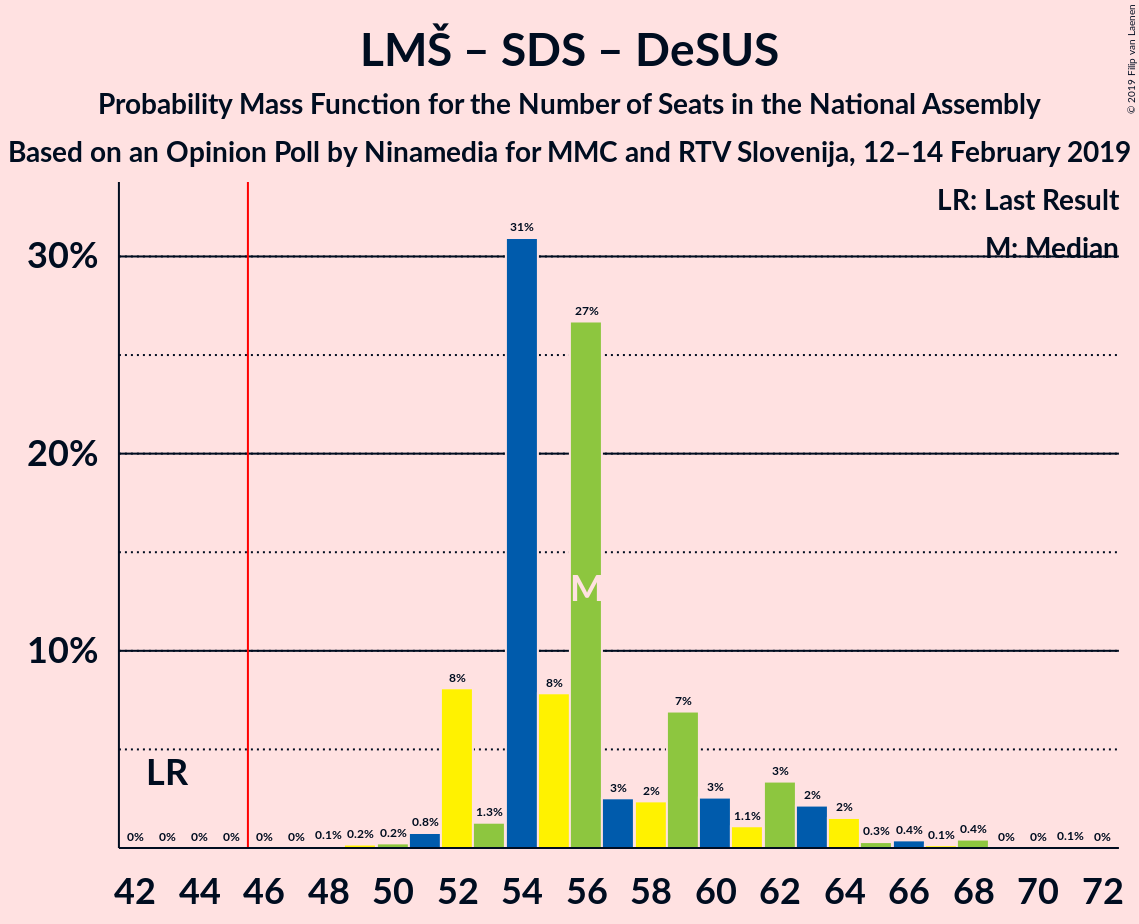 LMŠ – SDS – DeSUS
Probability Mass Function for the Number of Seats in the National Assembly
Based on an Opinion Poll by Ninamedia for MMC and RTV Slovenija, 12–14 February 2019
© 2019 Filip van Laenen
LR: Last Result
M: Median
30%
20%
10%
LR
M
0% 0% 0% 0% 0% 0% 0.1% 0.2% 0.2% 0.8% 8% 1.3% 31% 8% 27% 3% 2% 7% 3% 1.1% 3% 2% 2% 0.3% 0.4% 0.1% 0.4% 0% 0% 0.1% 0%
42 44 46 48 50 52 54 56 58 60 62 64 66 68 70 72